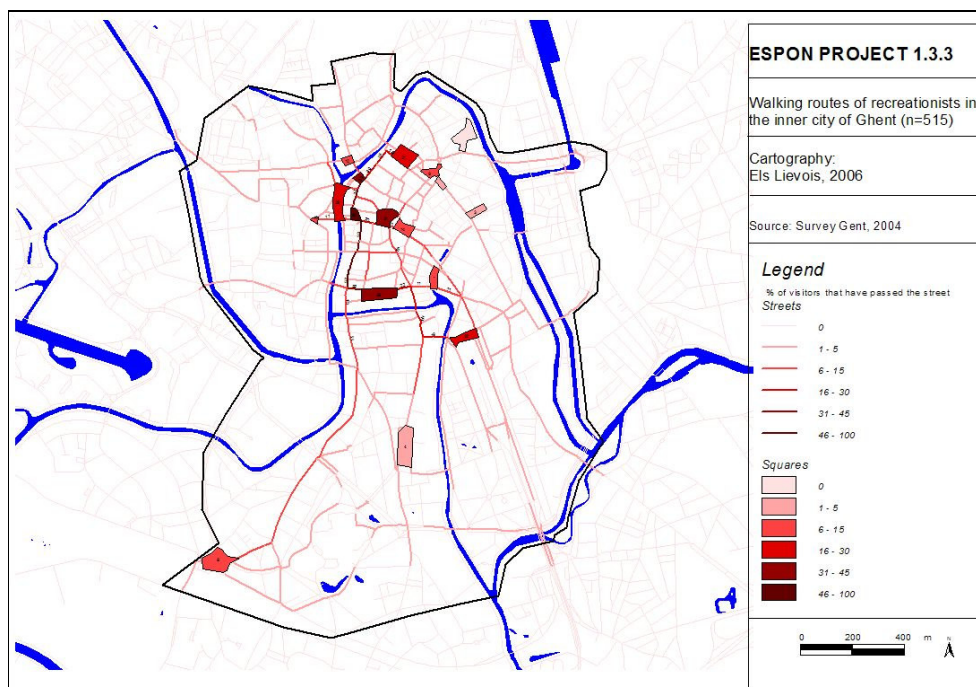 ESPON PROJECT 1.3.3
Walking routes of recreationists in
the inner city of Ghent (n=515)
Cartography:
Els Lievois, 2006
Source: Survey Gent, 2004
Legend
% of visitors that have passed the street
Streets
0
1 - 5
6 - 15
16 - 30
31 - 45
46 - 100
Squares
0
1 - 5
6 - 15
16 - 30
31 - 45
46 - 100
0 200 400 m
N